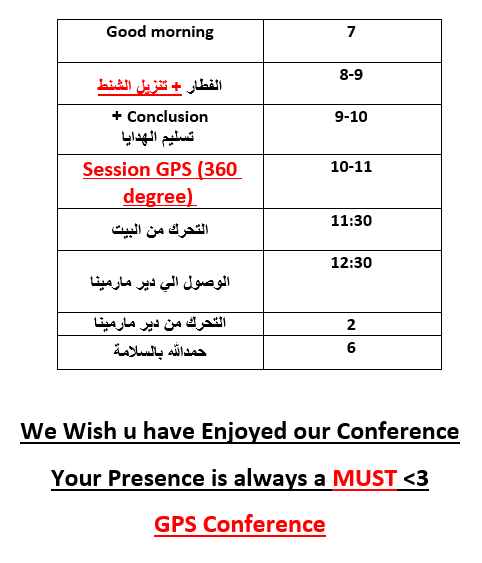 Good morning 7
الفطار + تنزيل الشنط 8-9
+ Conclusion 9-10
تسليم الهدايا
Session GPS (360 10-11
degree)
التحرك من البيت 11:30
الوصول الي دير مارمينا 12:30
التحرك من دير مارمينا 2
حمدالله بالسلامة 6
We Wish u have Enjoyed our Conference
Your Presence is always a MUST <3
GPS Conference